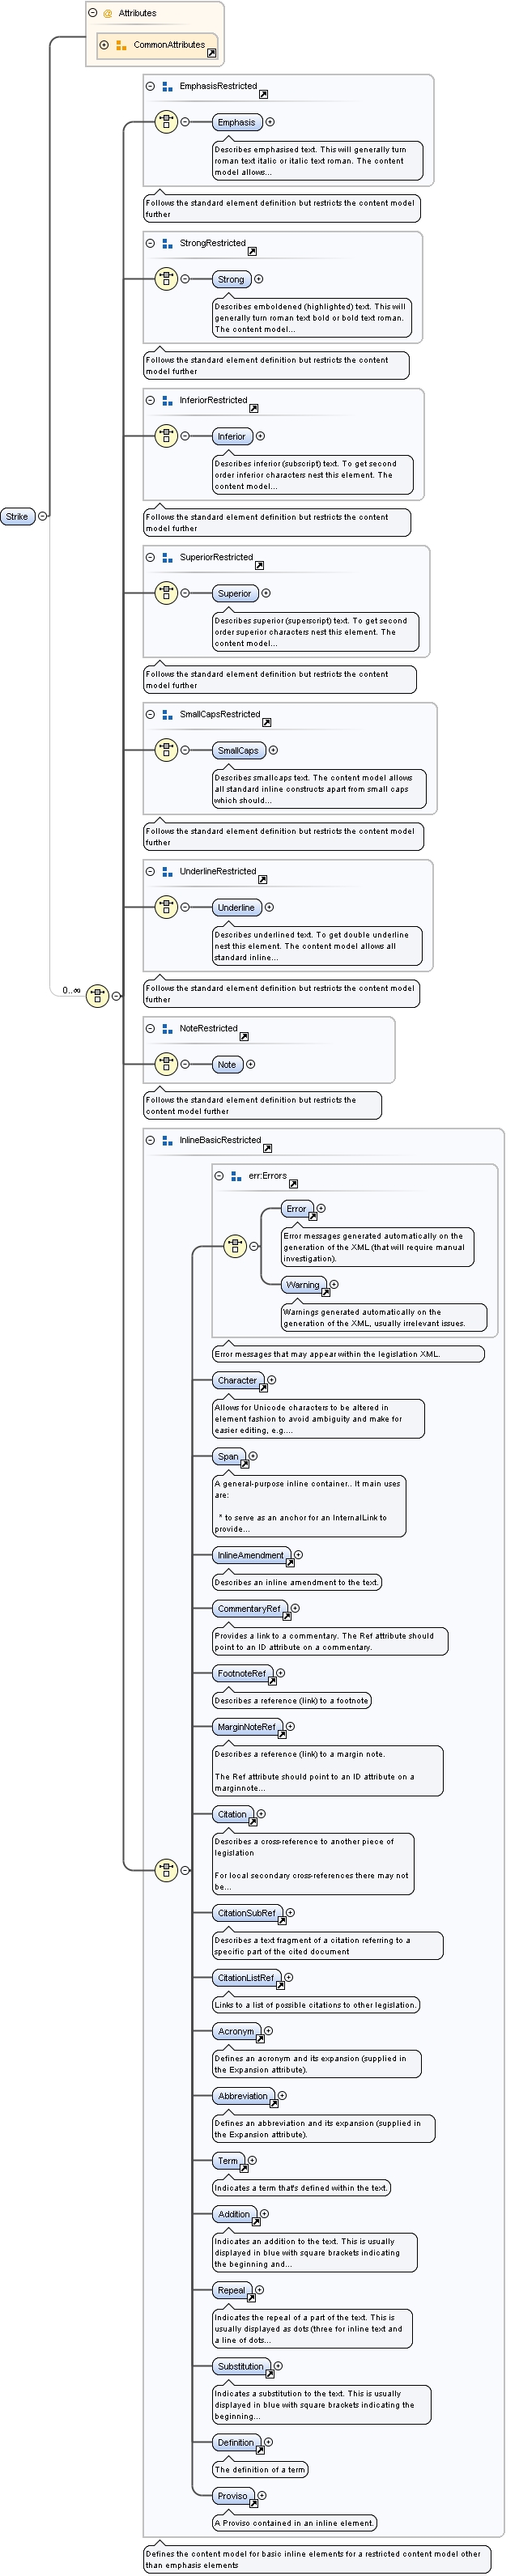 Attributes
CommonAttributes
EmphasisRestricted
Emphasis
Describes emphasised text. This will generally turn
roman text italic or italic text roman. The content
model allows...
Follows the standard element definition but restricts the content model
further
StrongRestricted
Strong
Describes emboldened (highlighted) text. This will
generally turn roman text bold or bold text roman.
The content model...
Follows the standard element definition but restricts the content
model further
InferiorRestricted
Inferior
Describes inferior (subscript) text. To get second
order inferior characters nest this element. The
content model...
Follows the standard element definition but restricts the content
model further
Strike
SuperiorRestricted
Superior
Describes superior (superscript) text. To get second
order superior characters nest this element. The
content model...
Follows the standard element definition but restricts the content
model further
SmallCapsRestricted
SmallCaps
Describes smallcaps text. The content model allows
all standard inline constructs apart from small caps
which should...
Follows the standard element definition but restricts the content model
further
UnderlineRestricted
Underline
Describes underlined text. To get double underline
nest this element. The content model allows all
standard inline...
Follows the standard element definition but restricts the content model
further
0..∞
NoteRestricted
Note
Follows the standard element definition but restricts the
content model further
InlineBasicRestricted
err:Errors
Error
Error messages generated automatically on the
generation of the XML (that will require manual
investigation).
Warning
Warnings generated automatically on the
generation of the XML, usually irrelevant issues.
Error messages that may appear within the legislation XML.
Character
Allows for Unicode characters to be altered in
element fashion to avoid ambiguity and make for
easier editing, e.g....
Span
A general-purpose inline container.. It main uses
are:
* to serve as an anchor for an InternalLink to
provide...
InlineAmendment
Describes an inline amendment to the text.
CommentaryRef
Provides a link to a commentary. The Ref attribute should
point to an ID attribute on a commentary.
FootnoteRef
Describes a reference (link) to a footnote
MarginNoteRef
Describes a reference (link) to a margin note.
The Ref attribute should point to an ID attribute on a
marginnote...
Citation
Describes a cross-reference to another piece of
legislation
For local secondary cross-references there may not
be...
CitationSubRef
Describes a text fragment of a citation referring to a
specific part of the cited document
CitationListRef
Links to a list of possible citations to other legislation.
Acronym
Defines an acronym and its expansion (supplied in
the Expansion attribute).
Abbreviation
Defines an abbreviation and its expansion (supplied in
the Expansion attribute).
Term
Indicates a term that's defined within the text.
Addition
Indicates an addition to the text. This is usually
displayed in blue with square brackets indicating
the beginning and...
Repeal
Indicates the repeal of a part of the text. This is
usually displayed as dots (three for inline text and
a line of dots...
Substitution
Indicates a substitution to the text. This is usually
displayed in blue with square brackets indicating the
beginning...
Definition
The definition of a term
Proviso
A Proviso contained in an inline element.
Defines the content model for basic inline elements for a restricted content model other
than emphasis elements